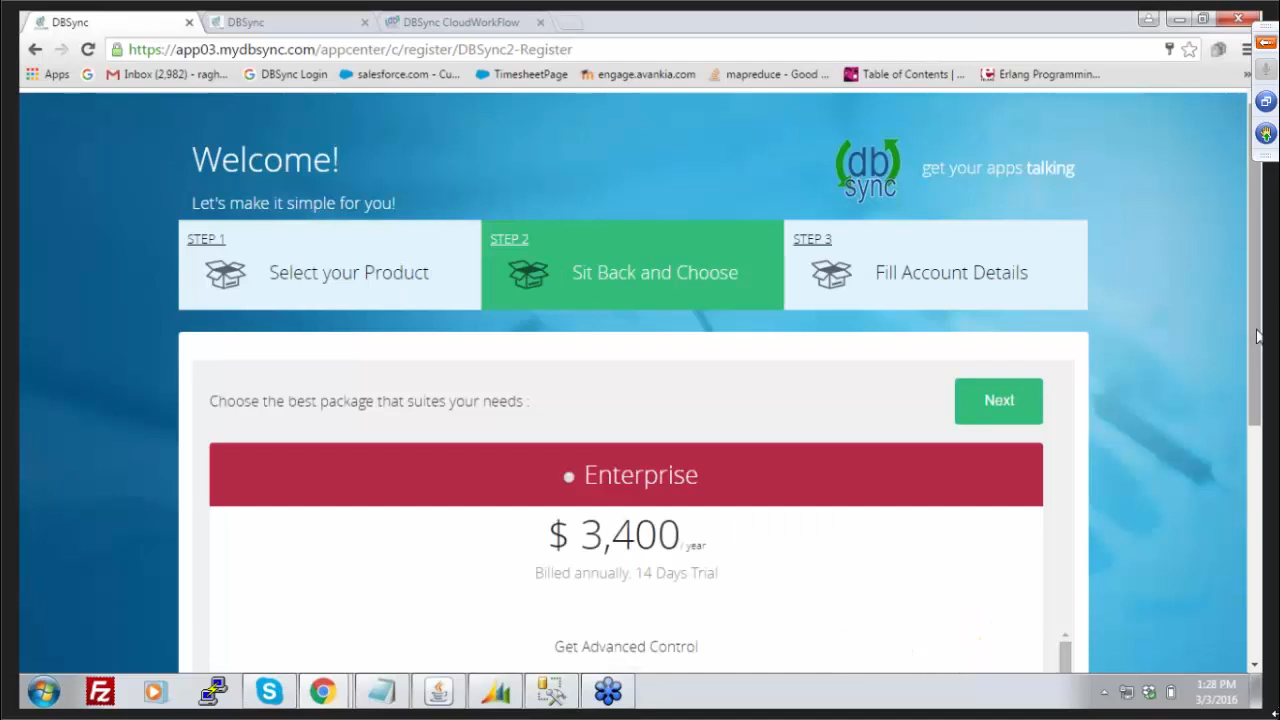 DBSync
DBSync
DBSync CloudWorkFlow
https://app03.mydbsync.com/appcenter/c/register/DBSync2-Register
Apps
Inbox (2,982) - ragh...
DBSync Login
salesforce.com - Cu...
TimesheetPage
engage.avankia.com
mapreduce - Good ...
Table of Contents | ...
Erlang Programmin...
Welcome!
db
sync
get your apps talking
Let's make it simple for you!
STEP 1
Select your Product
STEP 2
Sit Back and Choose
STEP 3
Fill Account Details
Choose the best package that suites your needs :
Next
Enterprise
$ 3,400 / year
Billed annually. 14 Days Trial
Get Advanced Control
1:28 PM
3/3/2016